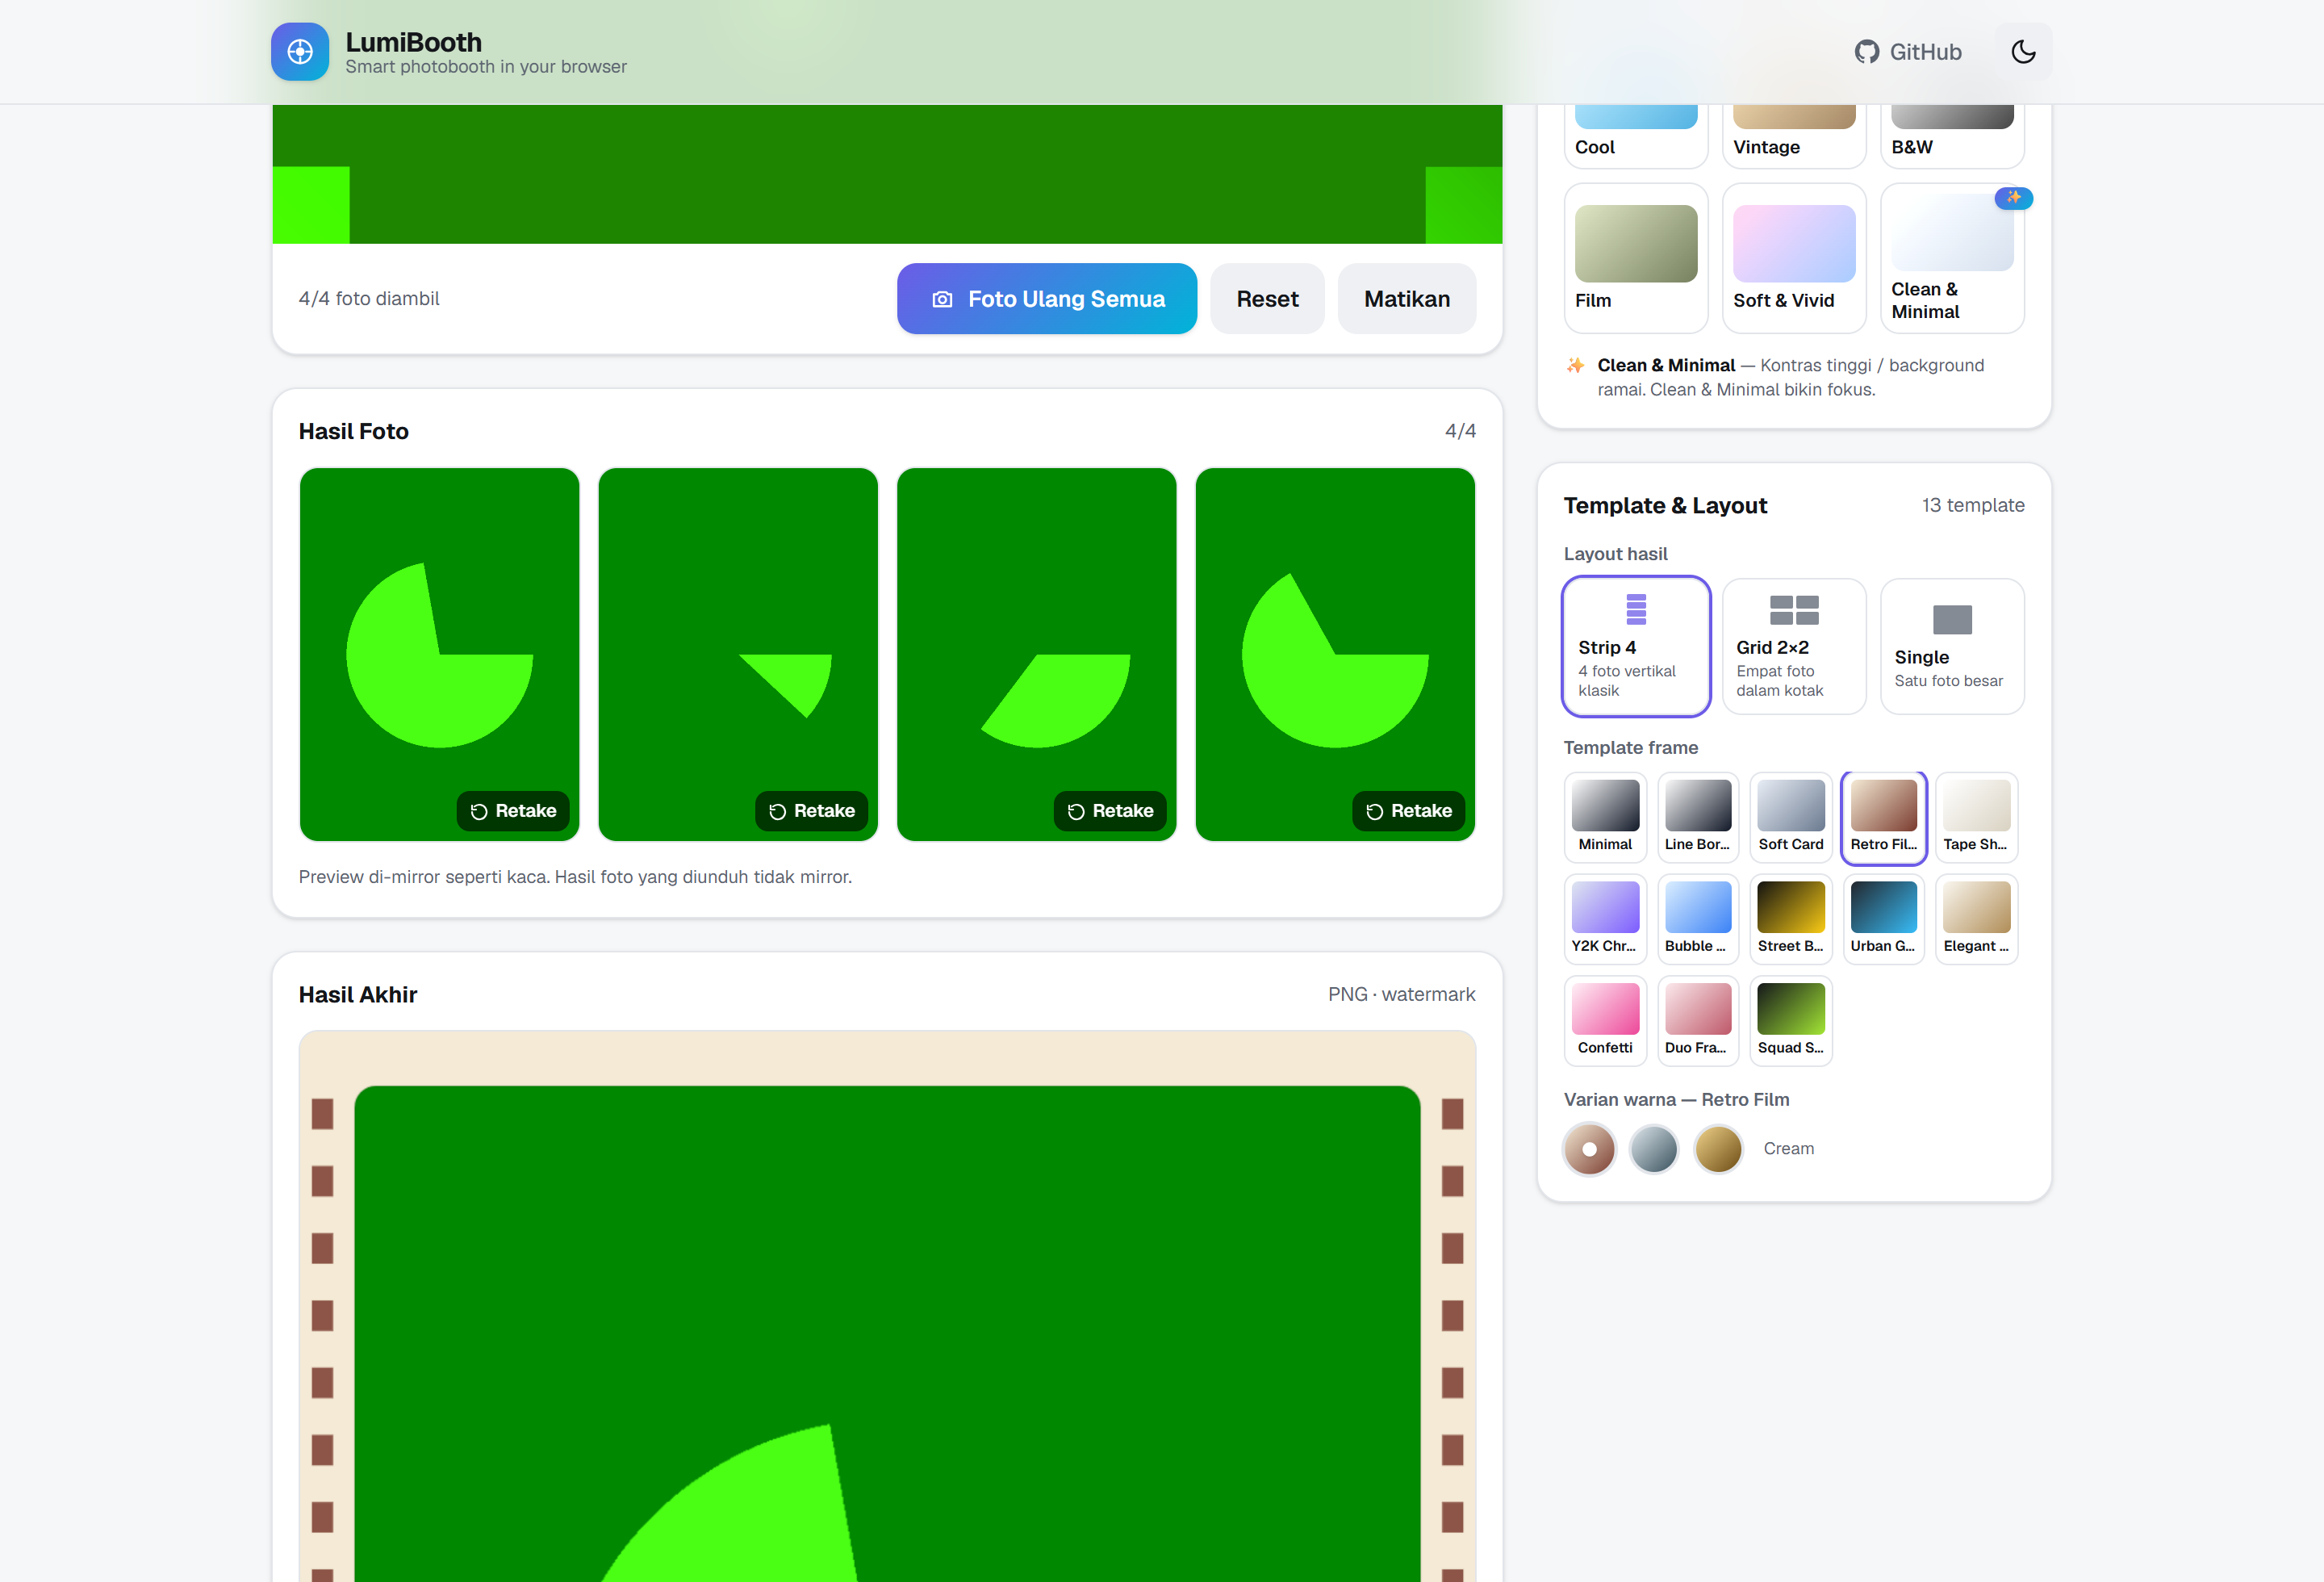 LumiBooth
Smart photobooth in your browser
GitHub
4/4 foto diambil
Foto Ulang Semua
Reset
Matikan
Hasil Foto
4/4
Retake
Retake
Retake
Retake
Preview di-mirror seperti kaca. Hasil foto yang diunduh tidak mirror.
Hasil Akhir
PNG · watermark
Cool
Vintage
B&W
Film
Soft & Vivid
Clean &
Minimal
Clean & Minimal — Kontras tinggi / background
ramai. Clean & Minimal bikin fokus.
Template & Layout
13 template
Layout hasil
Strip 4
4 foto vertikal
klasik
Grid 2×2
Empat foto
dalam kotak
Single
Satu foto besar
Template frame
Minimal
Line Bor...
Soft Card
Retro Fil...
Tape Sh...
Y2K Chr...
Bubble ...
Street B...
Urban G...
Elegant ...
Confetti
Duo Fra...
Squad S...
Varian warna — Retro Film
Cream